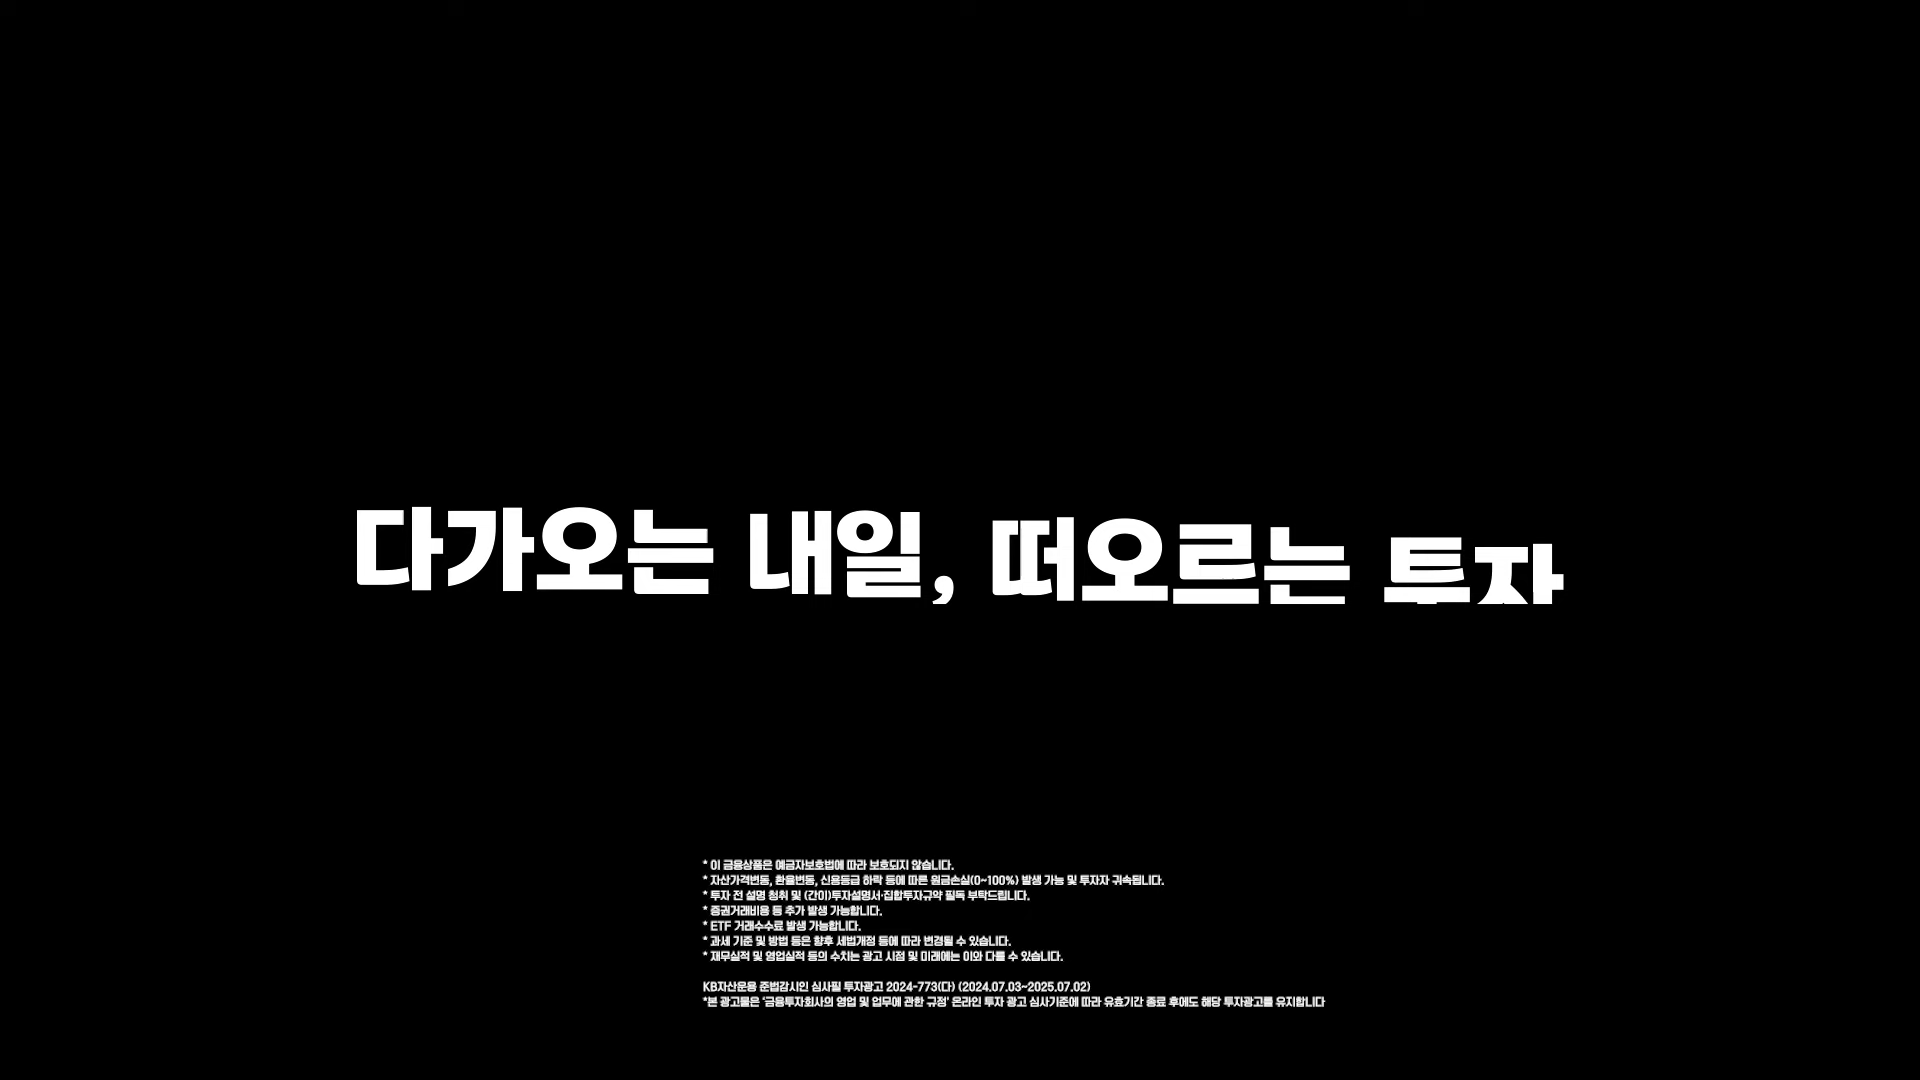 다가오는 내일, 떠오르는 투자
* 이 금융상품은 예금자보호법에 따라 보호되지 않습니다.
* 자산가격변동, 환율변동, 신용등급 하락 등에 따른 원금손실(0~100%) 발생 가능 및 투자자 귀속됩니다.
* 투자 전 설명 청취 및 (간이)투자설명서·집합투자규약 필독 부탁드립니다.
* 증권거래비용 등 추가 발생 가능합니다.
* ETF 거래수수료 발생 가능합니다.
* 과세 기준 및 방법 등은 향후 세법개정 등에 따라 변경될 수 있습니다.
* 재무실적 및 영업실적 등의 수치는 광고 시점 및 미래에는 이와 다를 수 있습니다.
KB자산운용 준법감시인 심사필 투자광고 2024-773(다) (2024.07.03~2025.07.02)
*본 광고물은 '금융투자회사의 영업 및 업무에 관한 규정' 온라인 투자 광고 심사기준에 따라 유효기간 종료 후에도 해당 투자광고를 유지합니다